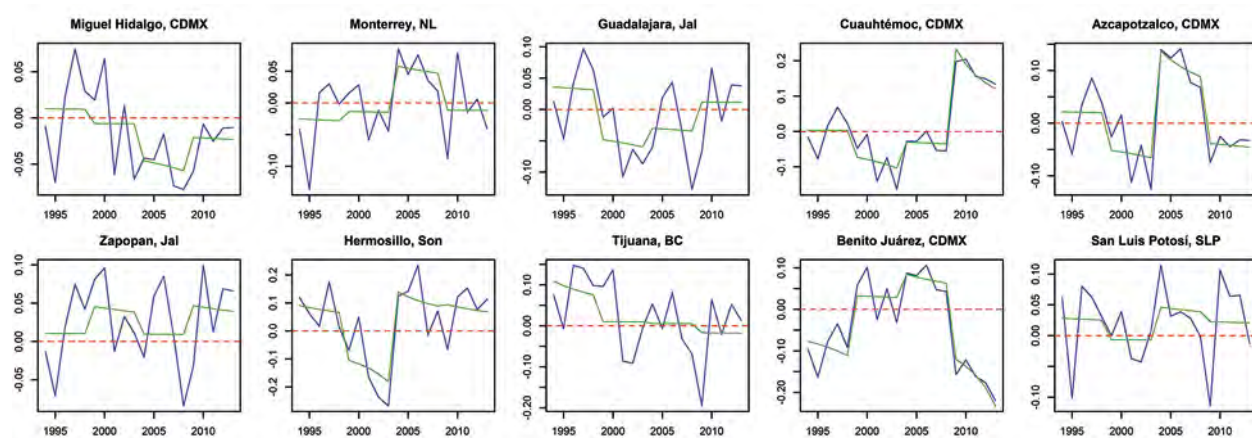 Miguel Hidalgo, CDMX
Monterrey, NL
Guadalajara, Jal
Cuauhtémoc, CDMX
Azcapotzalco, CDMX
0.05
0.00
-0.05
0.05
0.00
-0.05
-0.10
0.10
0.05
0.00
-0.10
0.2
0.1
0.0
-0.1
0.10
0.00
-0.05
-0.10
1995 2000 2005 2010
1995 2000 2005 2010
1995 2000 2005 2010
1995 2000 2005 2010
1995 2000 2005 2010
Zapopan, Jal
Hermosillo, Son
Tijuana, BC
Benito Juárez, CDMX
San Luis Potosí, SLP
0.10
0.05
0.00
-0.05
0.2
0.1
0.0
-0.1
-0.2
0.10
0.00
-0.10
-0.20
0.10
0.00
-0.10
-0.20
0.10
0.05
0.00
-0.10
1995 2000 2005 2010
1995 2000 2005 2010
1995 2000 2005 2010
1995 2000 2005 2010
1995 2000 2005 2010